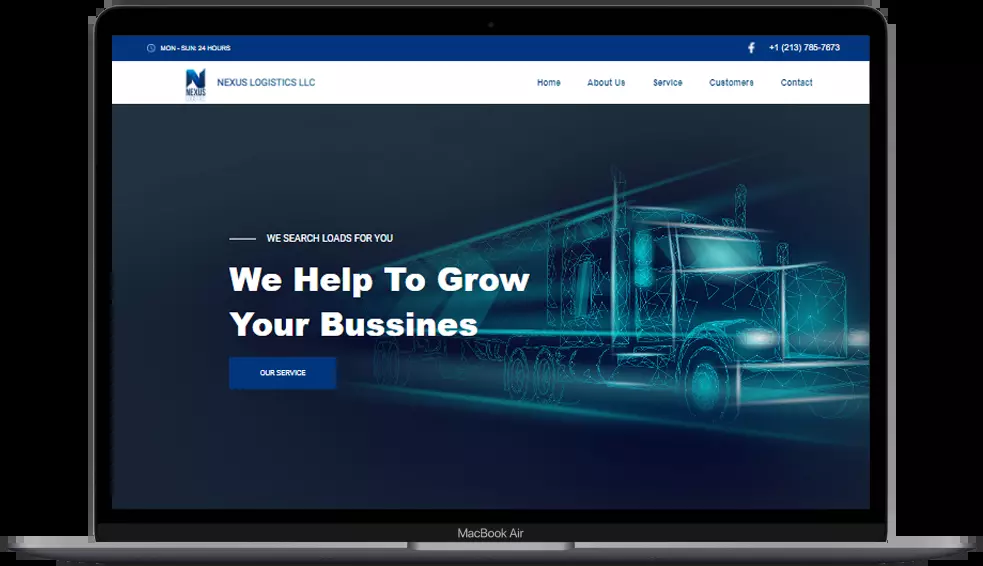 MON - SUN: 24 HOURS
+1 (213) 785-7673
NEXUS
NEXUS LOGISTICS LLC
Home
About Us
Service
Customers
Contact
WE SEARCH LOADS FOR YOU
We Help To Grow
Your Bussines
OUR SERVICE
MacBook Air